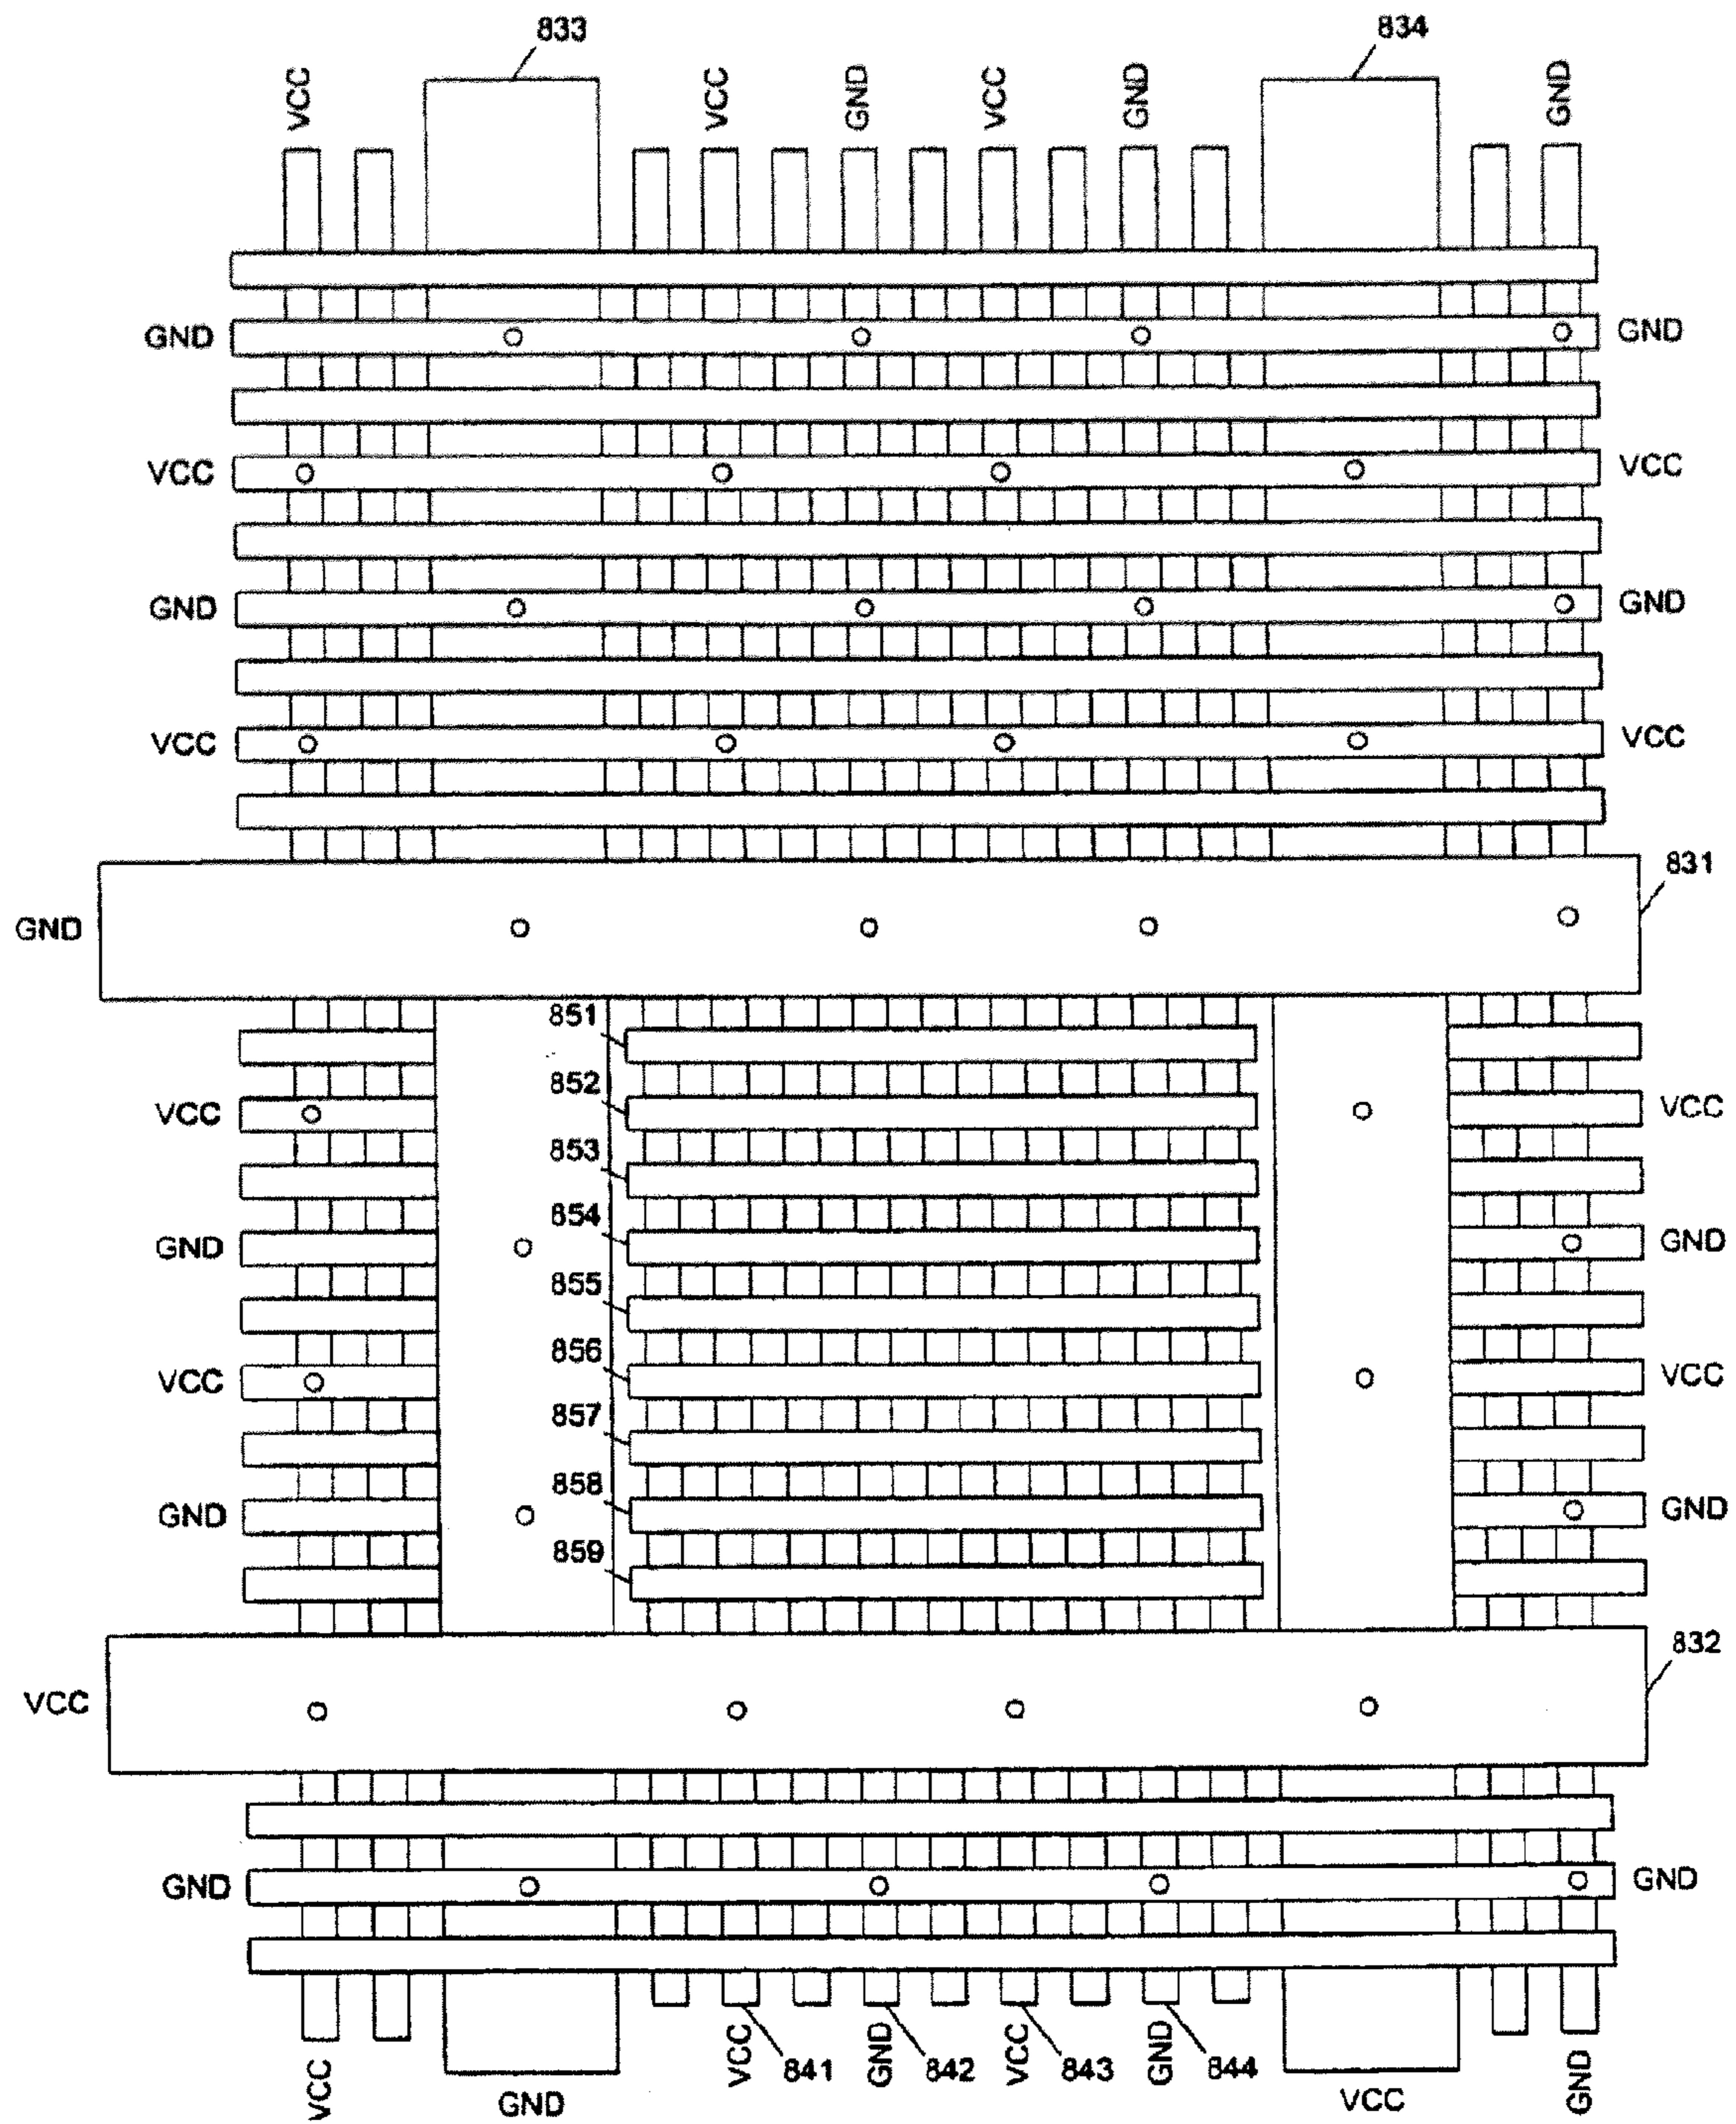 833
834
VCC
VCC
GND
VCC
GND
GND
GND
GND
VCC
VCC
GND
GND
VCC
VCC
831
GND
851
852
VCC
VCC
853
854
GND
GND
855
856
VCC
VCC
857
858
GND
GND
859
832
VCC
GND
GND
VCC
GND
VCC
841
GND
842
VCC
843
GND
844
VCC
GND